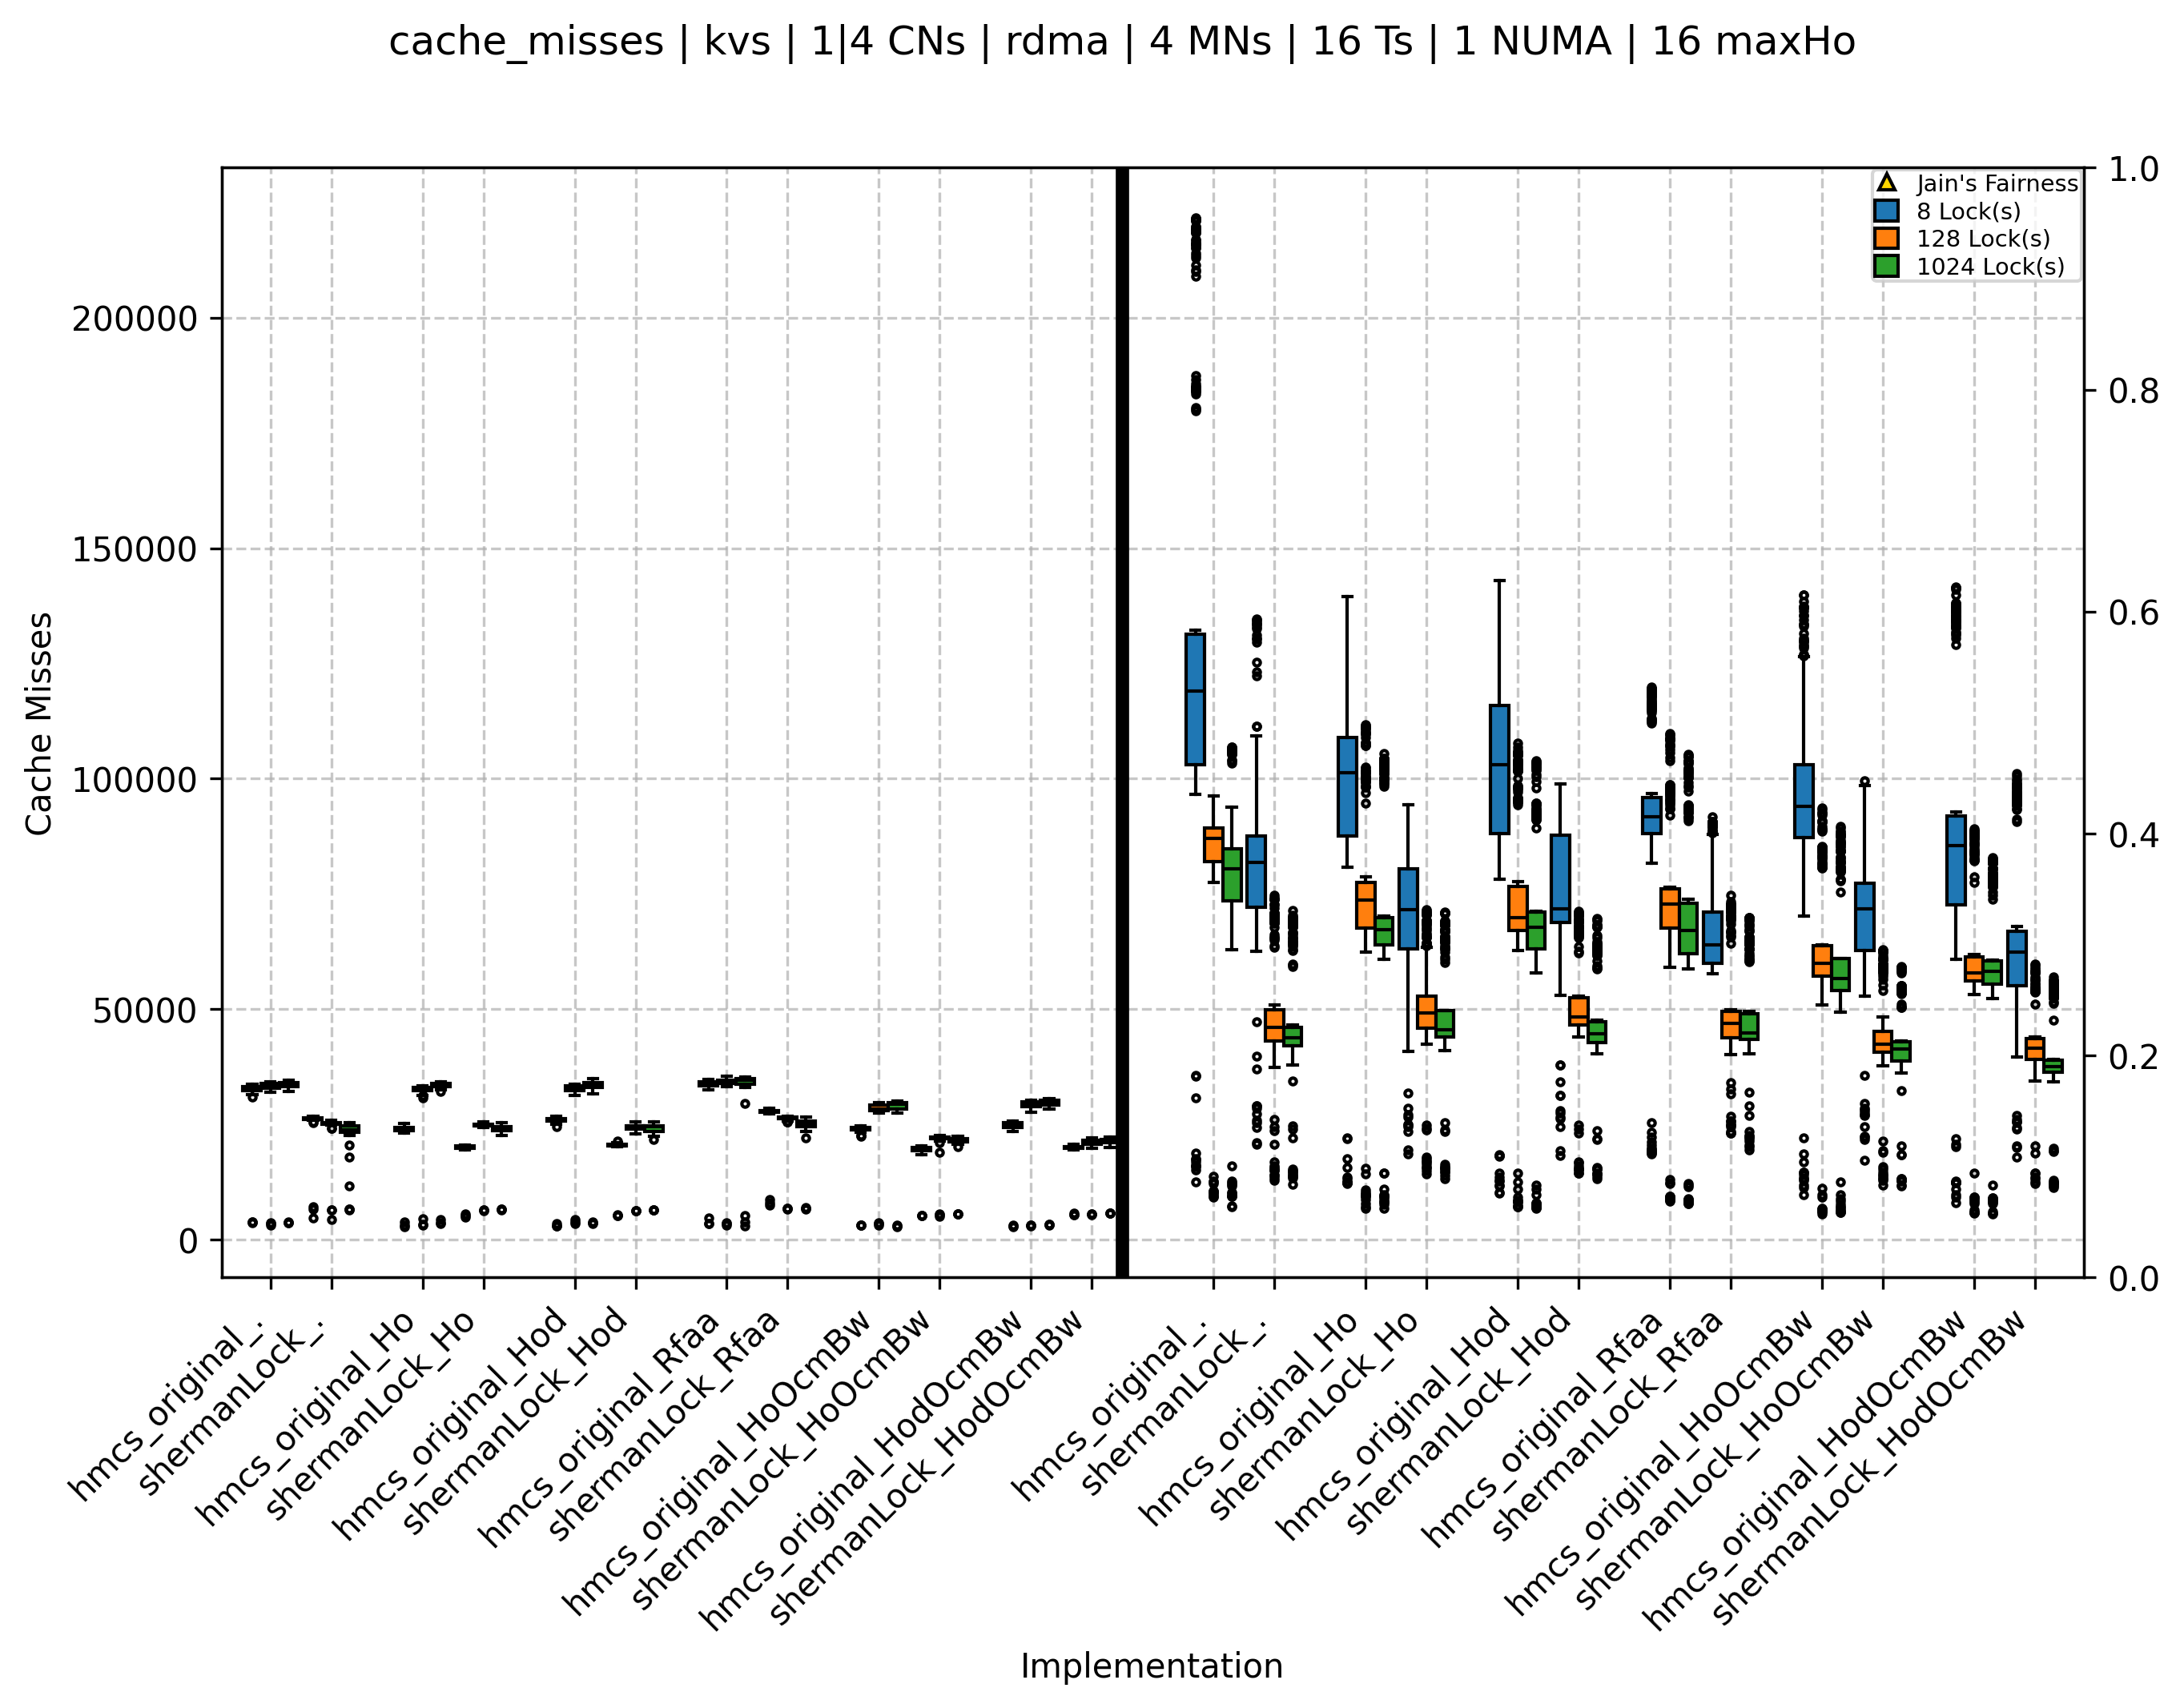 cache_misses | kvs | 1|4 CNs | rdma | 4 MNs | 16 Ts | 1 NUMA | 16 maxHo
Jain's Fairness
8 Lock(s)
128 Lock(s)
1024 Lock(s)
Cache Misses
200000
150000
100000
50000
0
1.0
0.8
0.6
0.4
0.2
0.0
hmcs_original_.
shermanLock_.
hmcs_original_Ho
shermanLock_Ho
hmcs_original_Hod
shermanLock_Hod
hmcs_original_Rfaa
shermanLock_Rfaa
hmcs_original_HoOcmBw
shermanLock_HoOcmBw
hmcs_original_HodOcmBw
shermanLock_HodOcmBw
hmcs_original_.
shermanLock_.
hmcs_original_Ho
shermanLock_Ho
hmcs_original_Hod
shermanLock_Hod
hmcs_original_Rfaa
shermanLock_Rfaa
hmcs_original_HoOcmBw
shermanLock_HoOcmBw
hmcs_original_HodOcmBw
shermanLock_HodOcmBw
Implementation